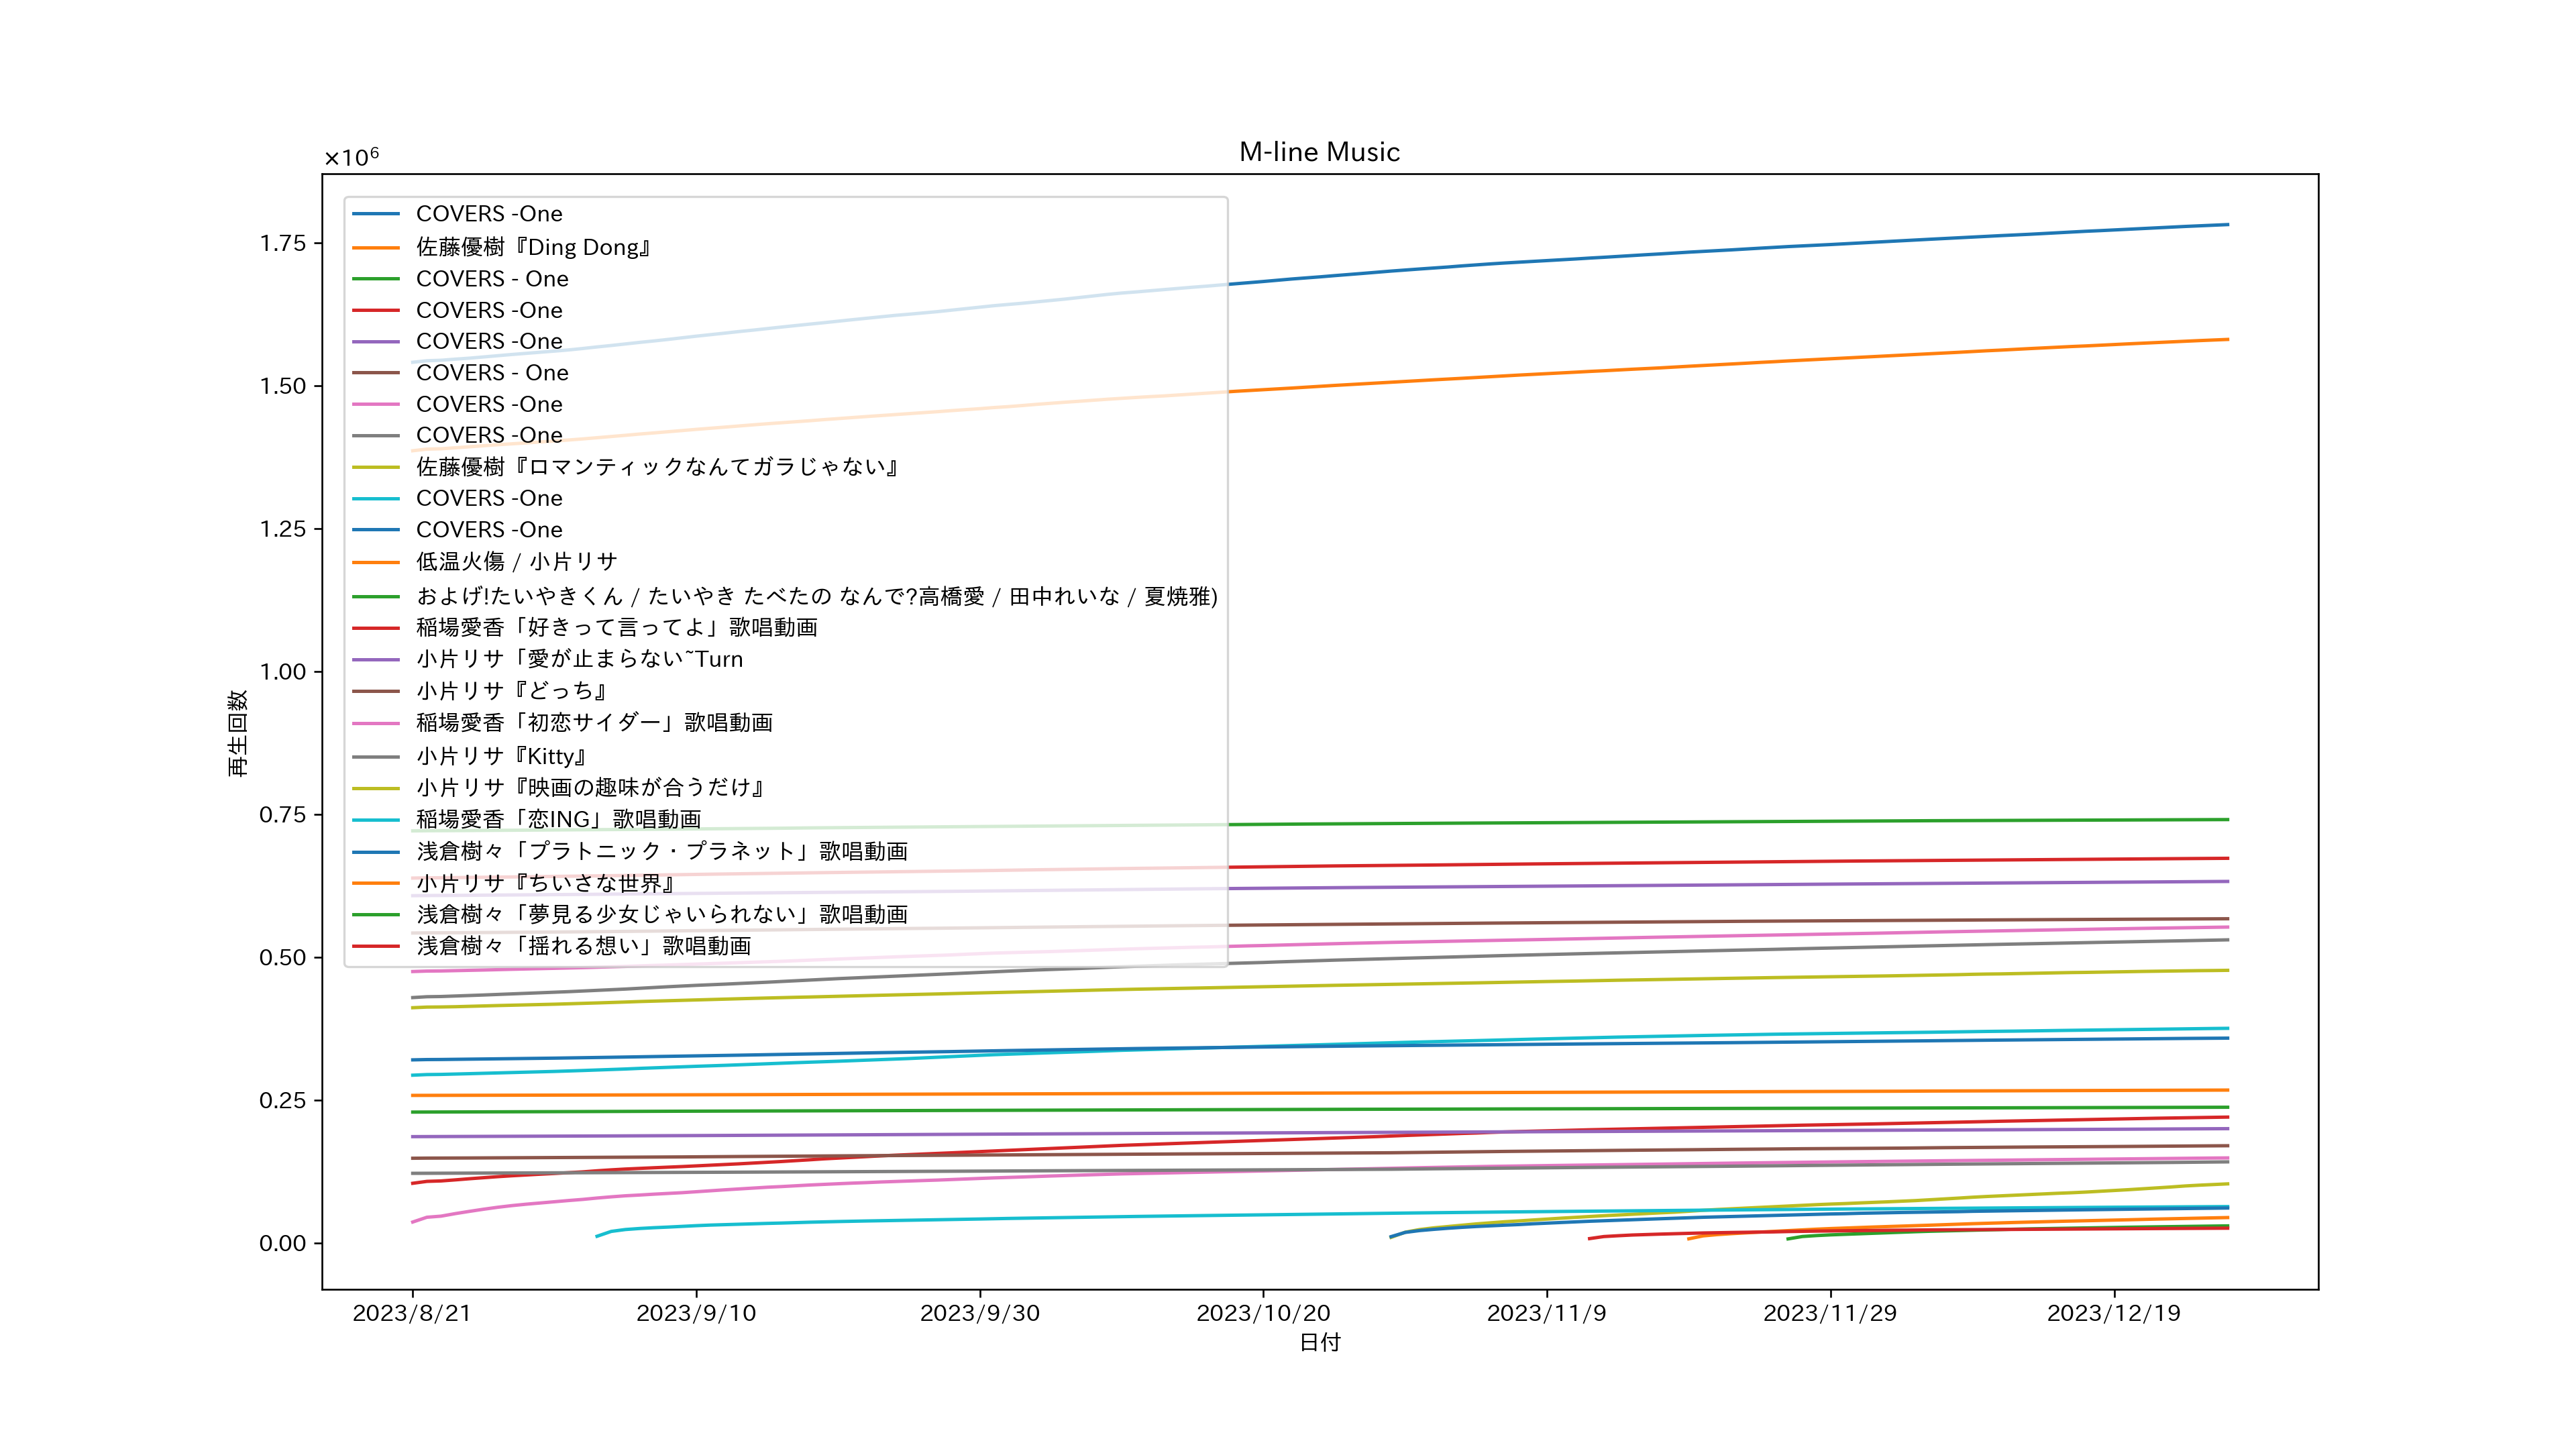 M-line Music
×10⁶
1.75
1.50
1.25
1.00
0.75
0.50
0.25
0.00
再生回数
COVERS -One
佐藤優樹『Ding Dong』
COVERS - One
COVERS -One
COVERS -One
COVERS - One
COVERS -One
COVERS -One
佐藤優樹『ロマンティックなんてガラじゃない』
COVERS -One
COVERS -One
低温火傷 / 小片リサ
およげ!たいやきくん / たいやき たべたの なんで?高橋愛 / 田中れいな / 夏焼雅)
稲場愛香「好きって言ってよ」歌唱動画
小片リサ「愛が止まらない~Turn
小片リサ『どっち』
稲場愛香「初恋サイダー」歌唱動画
小片リサ『Kitty』
小片リサ『映画の趣味が合うだけ』
稲場愛香「恋ING」歌唱動画
浅倉樹々「プラトニック・プラネット」歌唱動画
小片リサ『ちいさな世界』
浅倉樹々「夢見る少女じゃいられない」歌唱動画
浅倉樹々「揺れる想い」歌唱動画
2023/8/21
2023/9/10
2023/9/30
2023/10/20
2023/11/9
2023/11/29
2023/12/19
日付